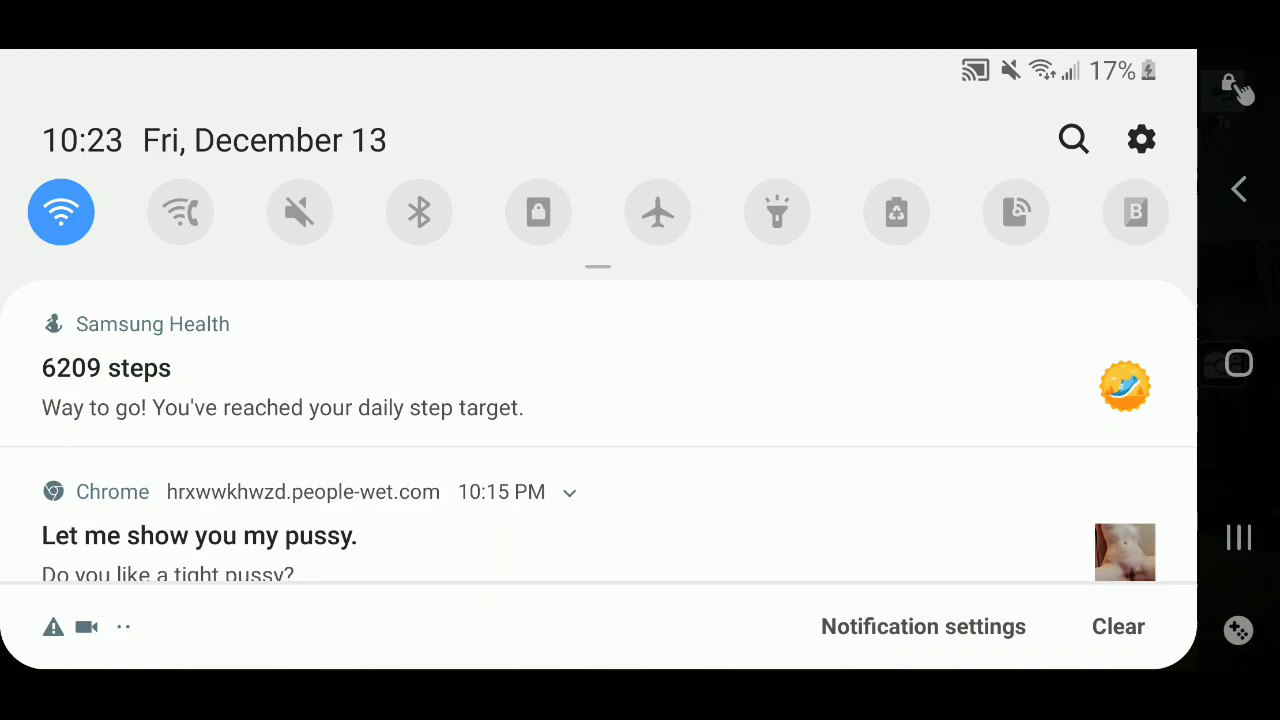 17%
10:23 Fri, December 13
B
Samsung Health
6209 steps
Way to go! You've reached your daily step target.
Chrome hrxwwkhwzd.people-wet.com 10:15 PM
Let me show you my pussy.
Do you like a tight pussy?
Notification settings Clear